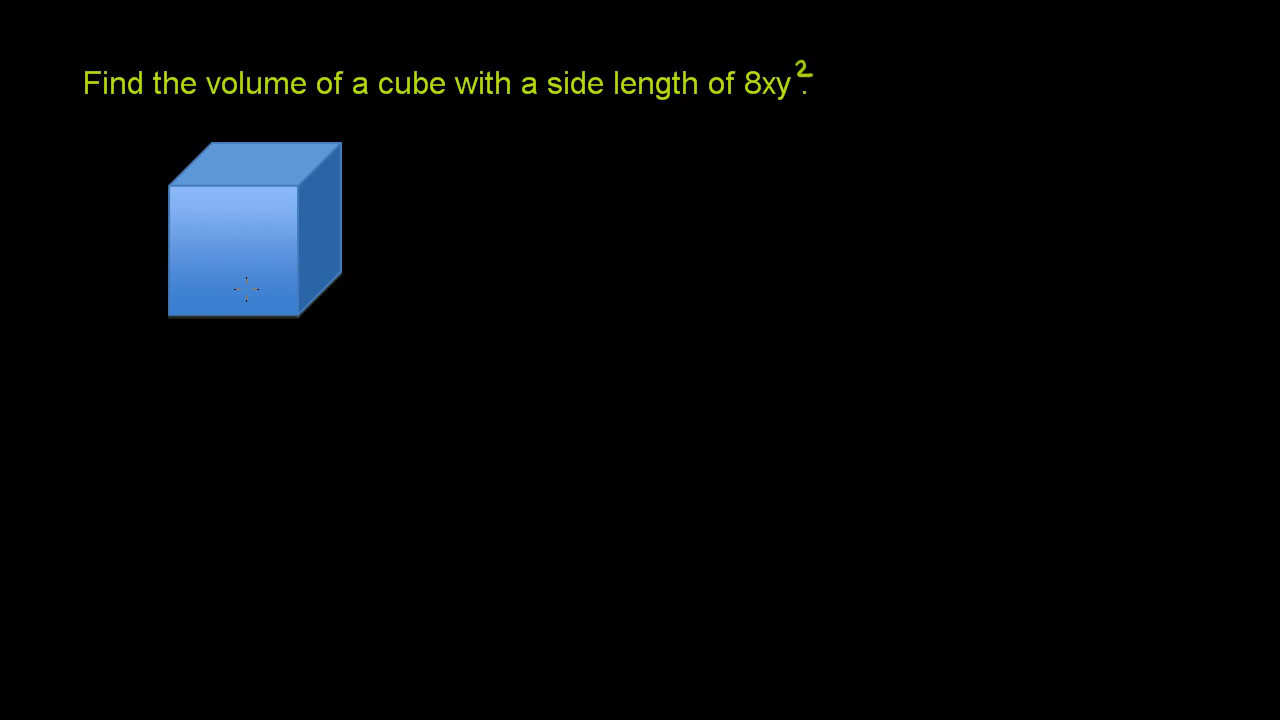 Find the volume of a cube with a side length of 8xy².